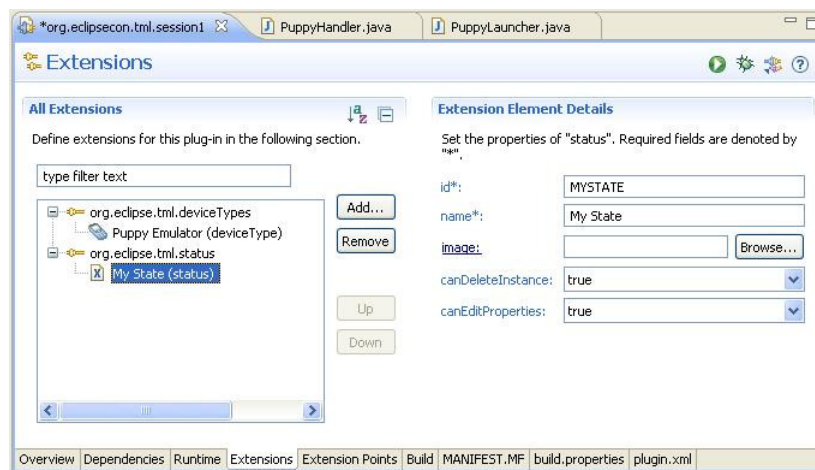 *org.eclipsecon.tml.session1 PuppyHandler.java PuppyLauncher.java
Extensions
All Extensions
Define extensions for this plug-in in the following section.
type filter text
org.eclipse.tml.deviceTypes
Puppy Emulator (deviceType)
org.eclipse.tml.status
My State (status)
Add...
Remove
Up
Down
Extension Element Details
Set the properties of "status". Required fields are denoted by
"*".
id*: MYSTATE
name*: My State
image: Browse...
canDeleteInstance: true
canEditProperties: true
Overview Dependencies Runtime Extensions Extension Points Build MANIFEST.MF build.properties plugin.xml